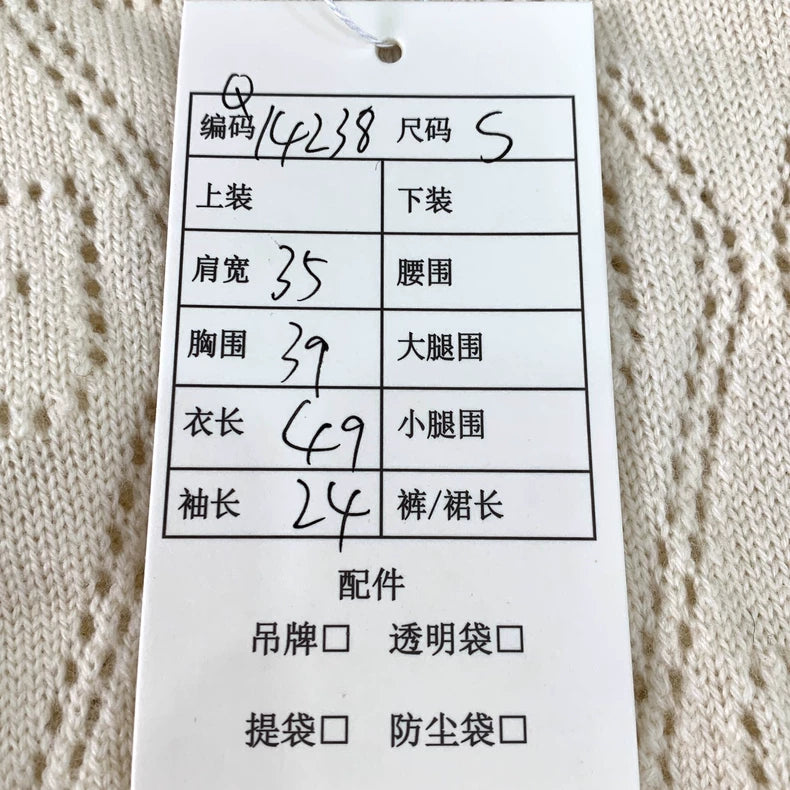 Q
编码 14238 尺码 S
上装 下装
肩宽 35 腰围
胸围 39 大腿围
衣长 49 小腿围
袖长 24 裤/裙长
配件
吊牌□ 透明袋□
提袋□ 防尘袋□